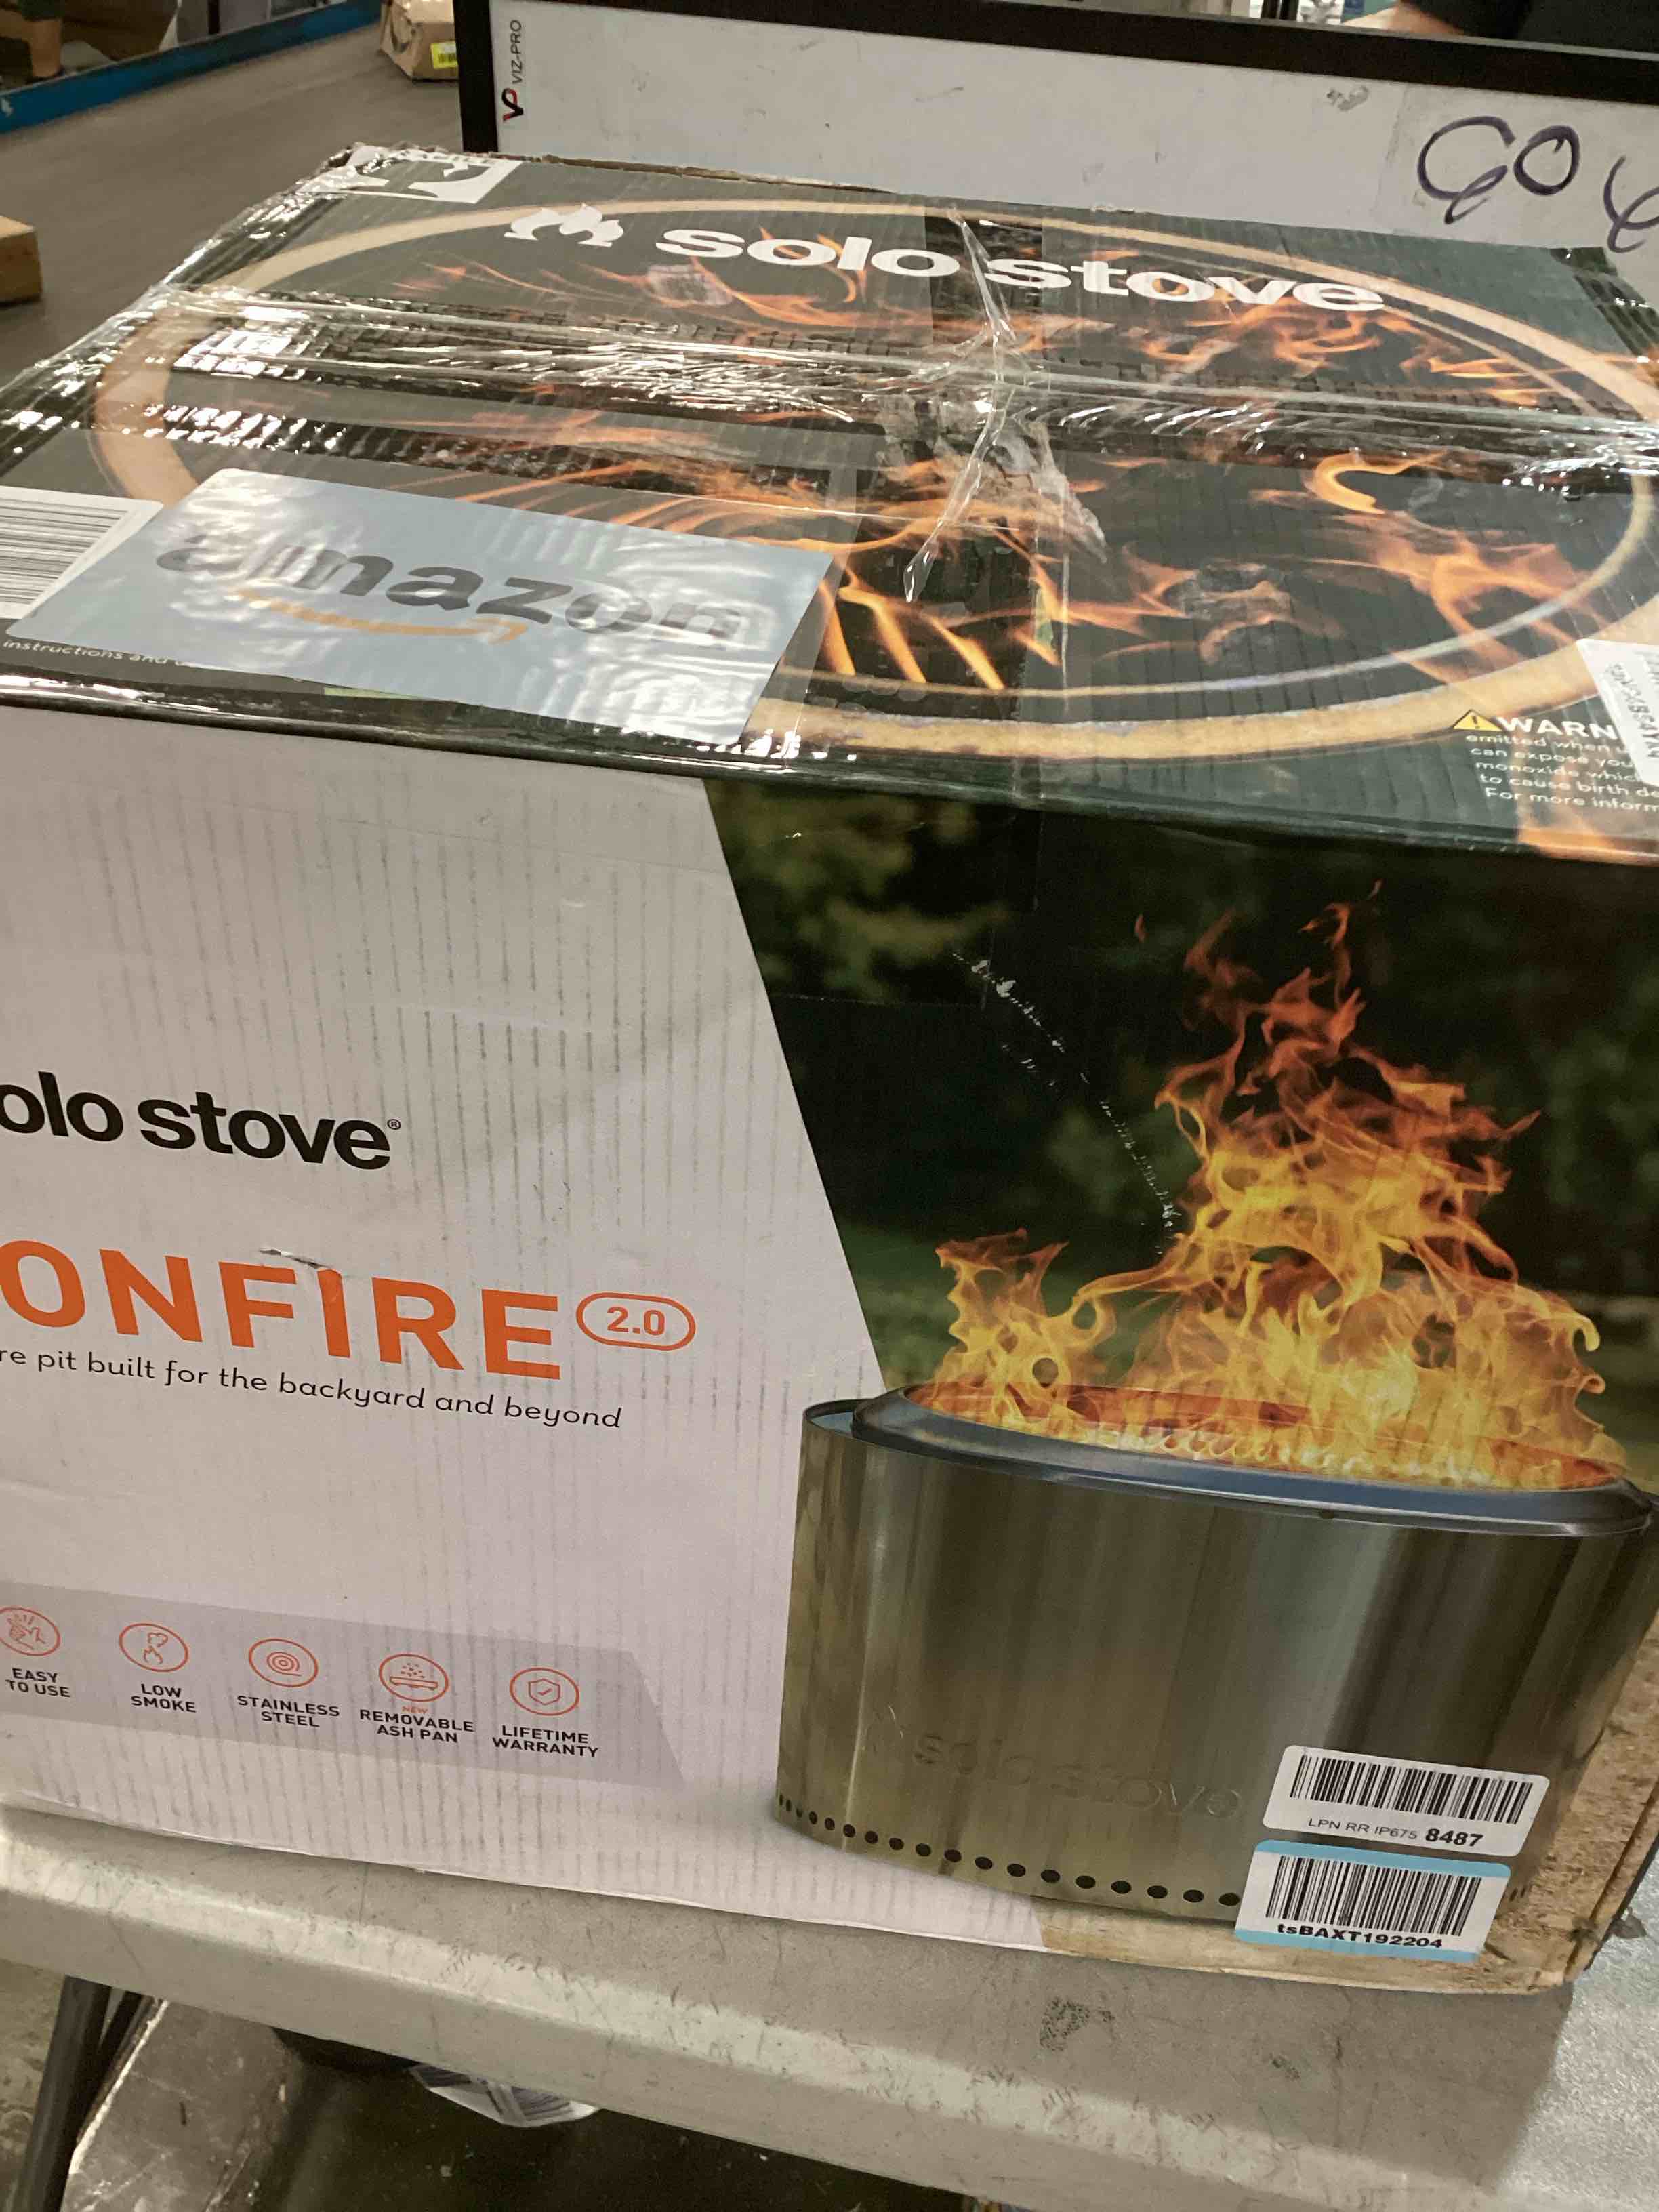 VP VIZ-PRO
solo stove
amazon
instructions and
WARN
emitted when
can expose you
monoxide whic
to cause birth de
For more inform
olo stove®
ONFIRE 2.0
re pit built for the backyard and beyond
EASY
TO USE
LOW
SMOKE
STAINLESS
STEEL
NEW
REMOVABLE
ASH PAN
LIFETIME
WARRANTY
solo stove
LPN RR IP675 8487
tsBAXT192204